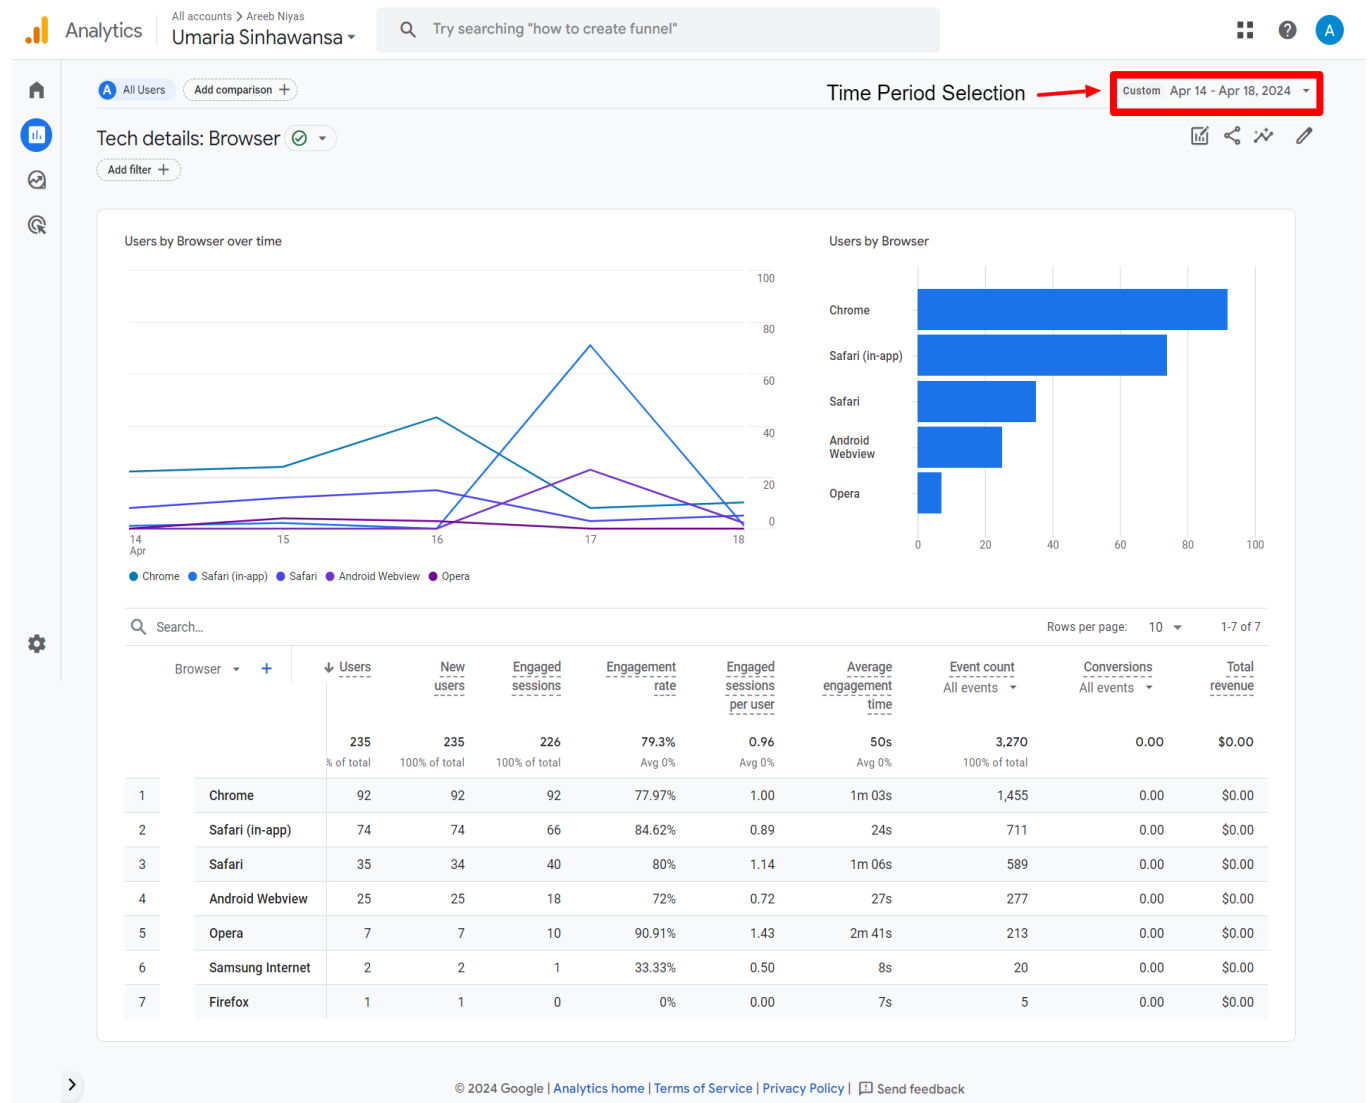 Analytics
All accounts > Areeb Niyas
Umaria Sinhawansa
Try searching "how to create funnel"
A
A All Users
Add comparison +
Time Period Selection
Custom Apr 14 - Apr 18, 2024
Tech details: Browser
Add filter +
Users by Browser over time
100
80
60
40
20
0
14
Apr
15
16
17
18
Chrome Safari (in-app) Safari Android Webview Opera
Users by Browser
Chrome
Safari (in-app)
Safari
Android
Webview
Opera
0 20 40 60 80 100
Search...
Rows per page: 10 1-7 of 7
Browser +
Users
New
users
Engaged
sessions
Engagement
rate
Engaged
sessions
per user
Average
engagement
time
Event count
All events
Conversions
All events
Total
revenue
235 235 226 79.3% 0.96 50s 3,270 0.00 $0.00
% of total 100% of total 100% of total Avg 0% Avg 0% Avg 0% 100% of total
1 Chrome 92 92 92 77.97% 1.00 1m 03s 1,455 0.00 $0.00
2 Safari (in-app) 74 74 66 84.62% 0.89 24s 711 0.00 $0.00
3 Safari 35 34 40 80% 1.14 1m 06s 589 0.00 $0.00
4 Android Webview 25 25 18 72% 0.72 27s 277 0.00 $0.00
5 Opera 7 7 10 90.91% 1.43 2m 41s 213 0.00 $0.00
6 Samsung Internet 2 2 1 33.33% 0.50 8s 20 0.00 $0.00
7 Firefox 1 1 0 0% 0.00 7s 5 0.00 $0.00
© 2024 Google | Analytics home | Terms of Service | Privacy Policy | Send feedback